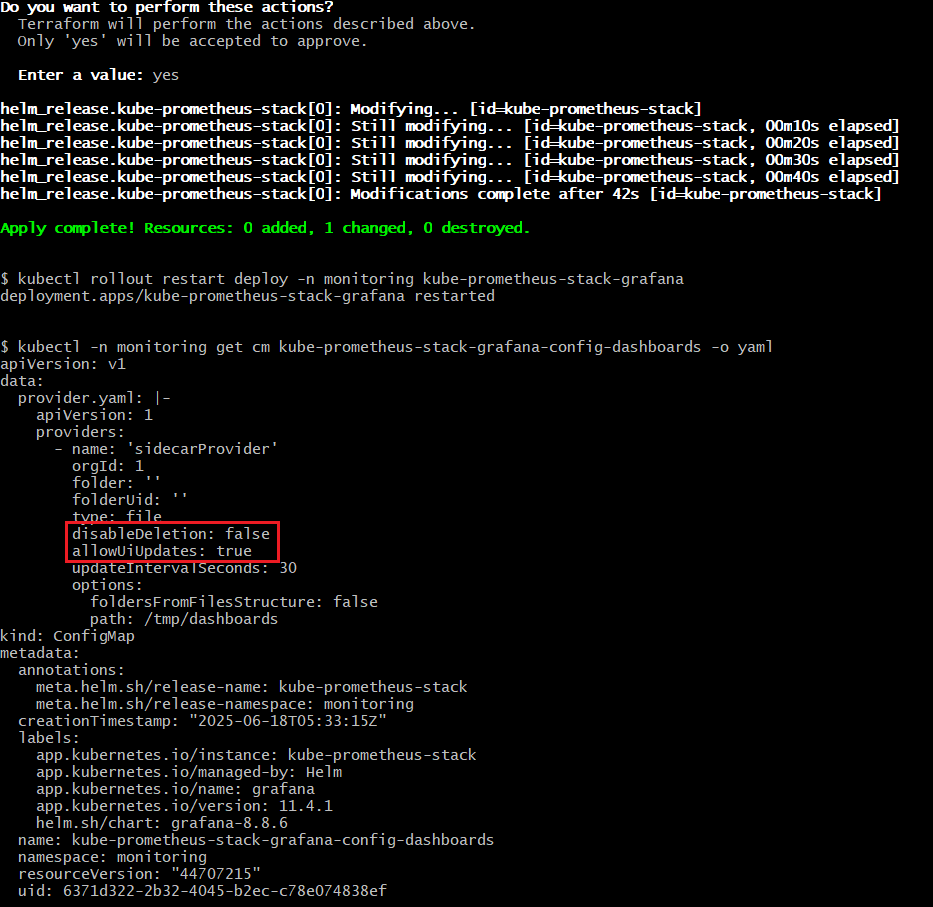 Do you want to perform these actions?
  Terraform will perform the actions described above.
  Only 'yes' will be accepted to approve.

  Enter a value: yes

helm_release.kube-prometheus-stack[0]: Modifying... [id=kube-prometheus-stack]
helm_release.kube-prometheus-stack[0]: Still modifying... [id=kube-prometheus-stack, 00m10s elapsed]
helm_release.kube-prometheus-stack[0]: Still modifying... [id=kube-prometheus-stack, 00m20s elapsed]
helm_release.kube-prometheus-stack[0]: Still modifying... [id=kube-prometheus-stack, 00m30s elapsed]
helm_release.kube-prometheus-stack[0]: Still modifying... [id=kube-prometheus-stack, 00m40s elapsed]
helm_release.kube-prometheus-stack[0]: Modifications complete after 42s [id=kube-prometheus-stack]

Apply complete! Resources: 0 added, 1 changed, 0 destroyed.

$ kubectl rollout restart deploy -n monitoring kube-prometheus-stack-grafana
deployment.apps/kube-prometheus-stack-grafana restarted

$ kubectl -n monitoring get cm kube-prometheus-stack-grafana-config-dashboards -o yaml
apiVersion: v1
data:
  provider.yaml: |-
    apiVersion: 1
    providers:
      - name: 'sidecarProvider'
        orgId: 1
        folder: ''
        folderUid: ''
        type: file
        disableDeletion: false
        allowUiUpdates: true
        updateIntervalSeconds: 30
        options:
          foldersFromFilesStructure: false
          path: /tmp/dashboards
kind: ConfigMap
metadata:
  annotations:
    meta.helm.sh/release-name: kube-prometheus-stack
    meta.helm.sh/release-namespace: monitoring
  creationTimestamp: "2025-06-18T05:33:15Z"
  labels:
    app.kubernetes.io/instance: kube-prometheus-stack
    app.kubernetes.io/managed-by: Helm
    app.kubernetes.io/name: grafana
    app.kubernetes.io/version: 11.4.1
    helm.sh/chart: grafana-8.8.6
  name: kube-prometheus-stack-grafana-config-dashboards
  namespace: monitoring
  resourceVersion: "44707215"
  uid: 6371d322-2b32-4045-b2ec-c78e074838ef